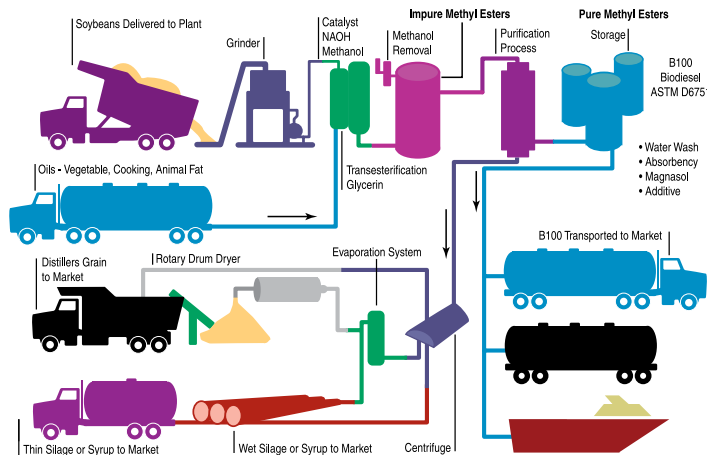 Soybeans Delivered to Plant
Grinder
Catalyst
NAOH
Methanol
Impure Methyl Esters
Methanol
Removal
Purification
Process
Pure Methyl Esters
Storage
B100
Biodiesel
ASTM D6751
• Water Wash
• Absorbency
• Magnasol
• Additive
Oils - Vegetable, Cooking, Animal Fat
Transesterification
Glycerin
Distillers Grain
to Market
Rotary Drum Dryer
Evaporation System
B100 Transported to Market
Thin Silage or Syrup to Market
Wet Silage or Syrup to Market
Centrifuge